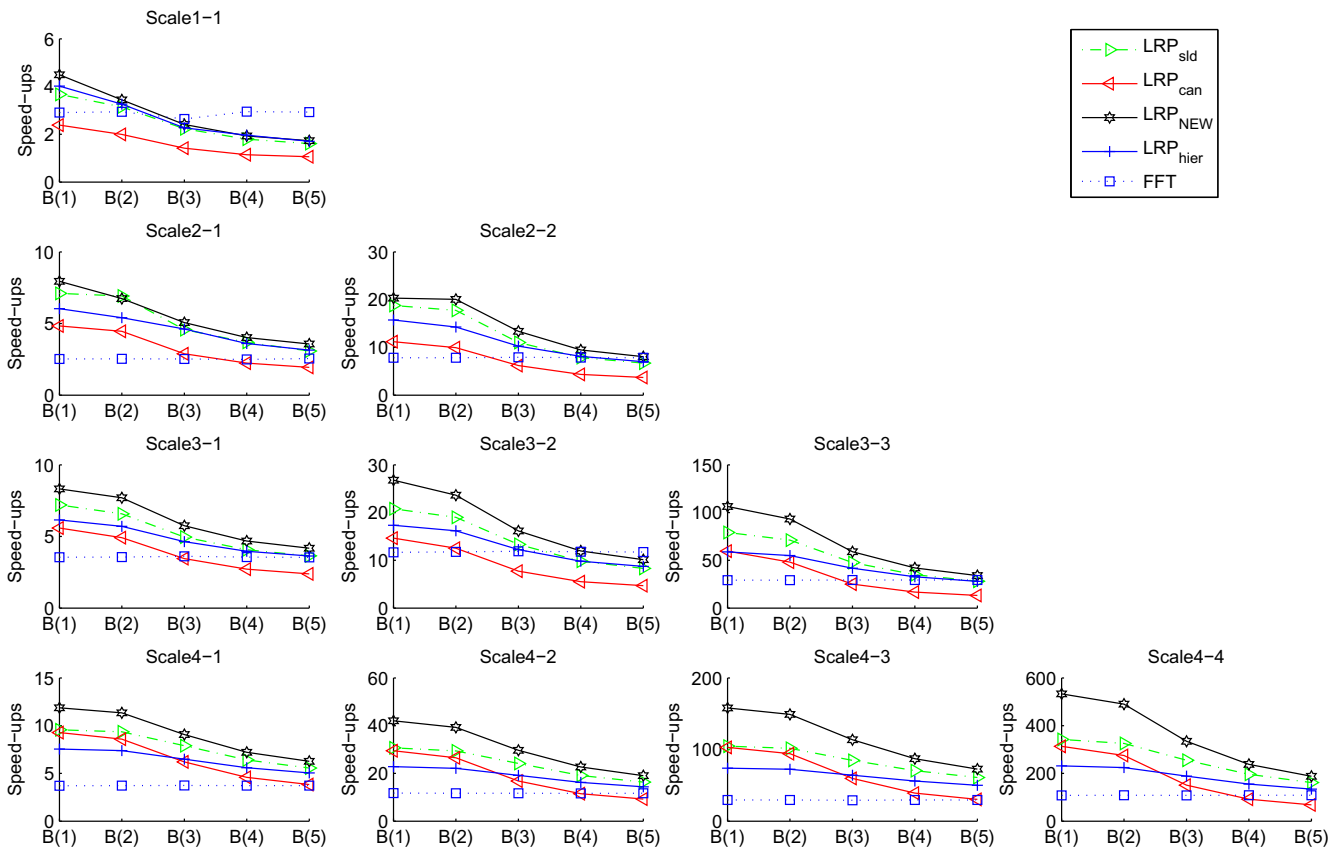 Scale1−1
Speed−ups
6
4
2
0
B(1) B(2) B(3) B(4) B(5)
LRP_sld
LRP_can
LRP_NEW
LRP_hier
FFT
Scale2−1
Speed−ups
10
5
0
B(1) B(2) B(3) B(4) B(5)
Scale2−2
Speed−ups
30
20
10
0
B(1) B(2) B(3) B(4) B(5)
Scale3−1
Speed−ups
10
5
0
B(1) B(2) B(3) B(4) B(5)
Scale3−2
Speed−ups
30
20
10
0
B(1) B(2) B(3) B(4) B(5)
Scale3−3
Speed−ups
150
100
50
0
B(1) B(2) B(3) B(4) B(5)
Scale4−1
Speed−ups
15
10
5
0
B(1) B(2) B(3) B(4) B(5)
Scale4−2
Speed−ups
60
40
20
0
B(1) B(2) B(3) B(4) B(5)
Scale4−3
Speed−ups
200
100
0
B(1) B(2) B(3) B(4) B(5)
Scale4−4
Speed−ups
600
400
200
0
B(1) B(2) B(3) B(4) B(5)